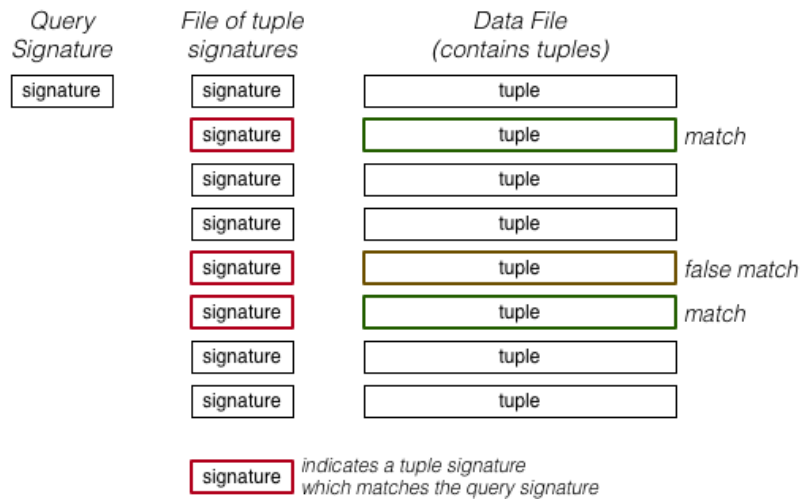 Query
Signature
File of tuple
signatures
Data File
(contains tuples)
signature
signature
tuple
signature
tuple
match
signature
tuple
signature
tuple
signature
tuple
false match
signature
tuple
match
signature
tuple
signature
tuple
signature
indicates a tuple signature
which matches the query signature